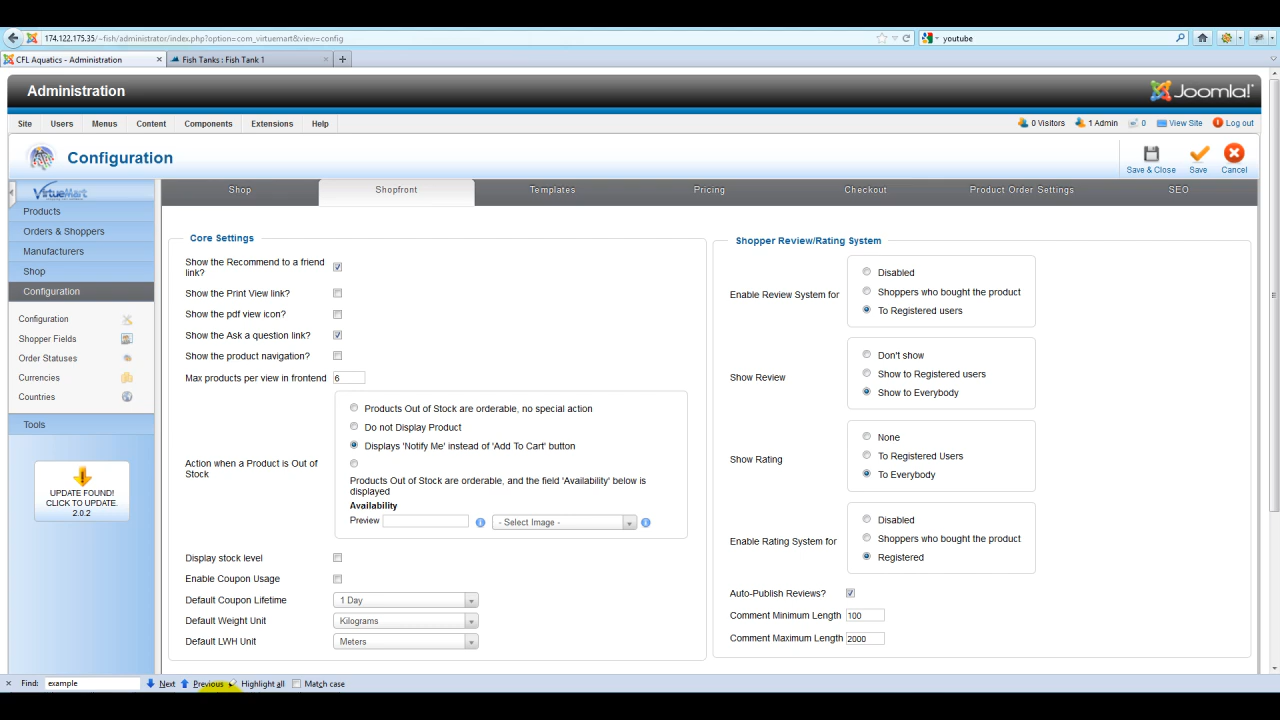 174.122.175.35/~fish/administrator/index.php?option=com_virtuemart&view=config
youtube
CFL Aquatics - Administration
Fish Tanks : Fish Tank 1
Administration
Joomla!
Site Users Menus Content Components Extensions Help
0 Visitors 1 Admin 0 View Site Log out
Configuration
Save & Close Save Cancel
VirtueMart
Shop Shopfront Templates Pricing Checkout Product Order Settings SEO
Products
Orders & Shoppers
Manufacturers
Shop
Configuration
Configuration
Shopper Fields
Order Statuses
Currencies
Countries
Tools
UPDATE FOUND!
CLICK TO UPDATE.
2.0.2
Core Settings
Show the Recommend to a friend
link?
Show the Print View link?
Show the pdf view icon?
Show the Ask a question link?
Show the product navigation?
Max products per view in frontend 6
Action when a Product is Out of
Stock
Products Out of Stock are orderable, no special action
Do not Display Product
Displays 'Notify Me' instead of 'Add To Cart' button
Products Out of Stock are orderable, and the field 'Availability' below is
displayed
Availability
Preview - Select Image -
Display stock level
Enable Coupon Usage
Default Coupon Lifetime 1 Day
Default Weight Unit Kilograms
Default LWH Unit Meters
Shopper Review/Rating System
Enable Review System for
Disabled
Shoppers who bought the product
To Registered users
Show Review
Don't show
Show to Registered users
Show to Everybody
Show Rating
None
To Registered Users
To Everybody
Enable Rating System for
Disabled
Shoppers who bought the product
Registered
Auto-Publish Reviews?
Comment Minimum Length 100
Comment Maximum Length 2000
Find: example Next Previous Highlight all Match case